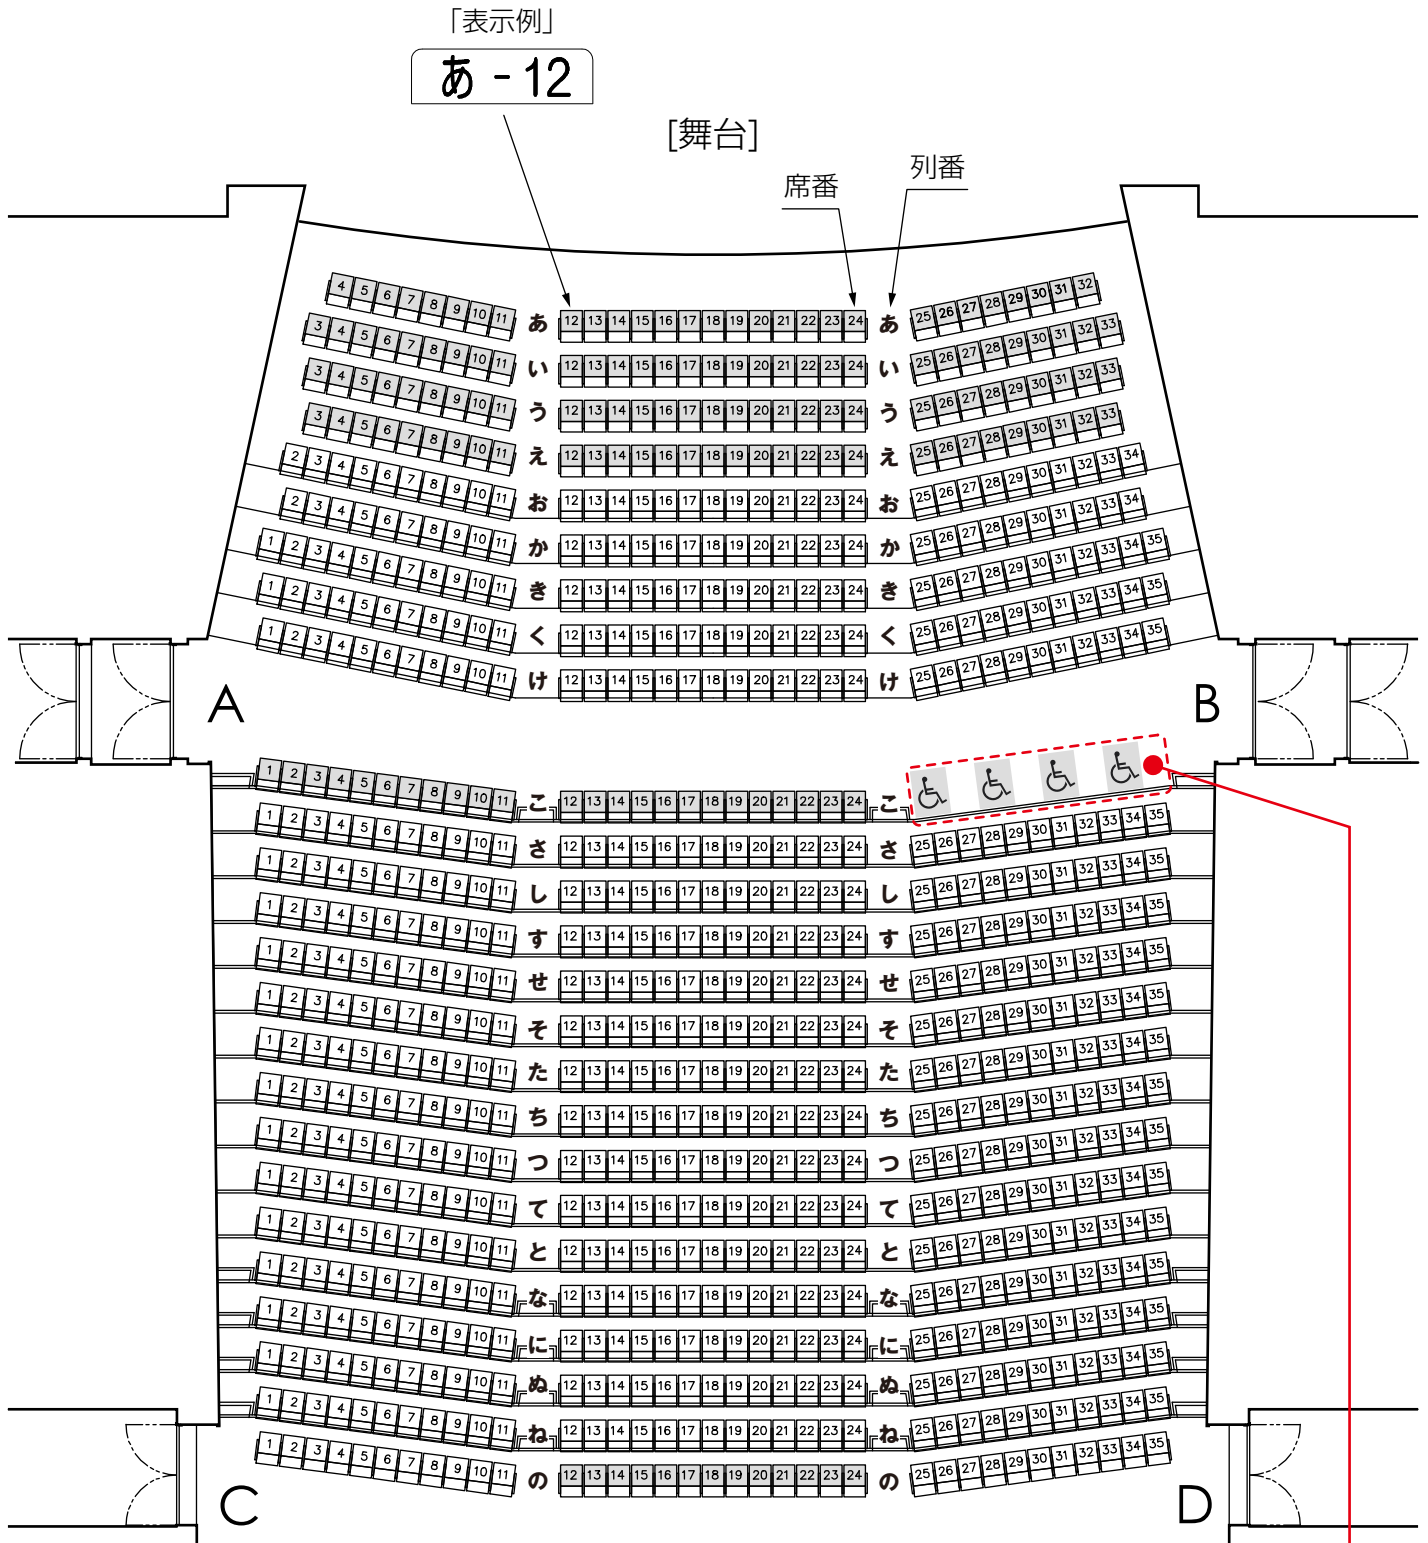 「表示例」
あ - 12
[舞台]
席番
列番
4 5 6 7 8 9 10 11 あ 12 13 14 15 16 17 18 19 20 21 22 23 24 あ 25 26 27 28 29 30 31 32
3 4 5 6 7 8 9 10 11 い 12 13 14 15 16 17 18 19 20 21 22 23 24 い 25 26 27 28 29 30 31 32 33
3 4 5 6 7 8 9 10 11 う 12 13 14 15 16 17 18 19 20 21 22 23 24 う 25 26 27 28 29 30 31 32 33
3 4 5 6 7 8 9 10 11 え 12 13 14 15 16 17 18 19 20 21 22 23 24 え 25 26 27 28 29 30 31 32 33
2 3 4 5 6 7 8 9 10 11 お 12 13 14 15 16 17 18 19 20 21 22 23 24 お 25 26 27 28 29 30 31 32 33 34
2 3 4 5 6 7 8 9 10 11 か 12 13 14 15 16 17 18 19 20 21 22 23 24 か 25 26 27 28 29 30 31 32 33 34
1 2 3 4 5 6 7 8 9 10 11 き 12 13 14 15 16 17 18 19 20 21 22 23 24 き 25 26 27 28 29 30 31 32 33 34 35
1 2 3 4 5 6 7 8 9 10 11 く 12 13 14 15 16 17 18 19 20 21 22 23 24 く 25 26 27 28 29 30 31 32 33 34 35
1 2 3 4 5 6 7 8 9 10 11 け 12 13 14 15 16 17 18 19 20 21 22 23 24 け 25 26 27 28 29 30 31 32 33 34 35
A
B
1 2 3 4 5 6 7 8 9 10 11 こ 12 13 14 15 16 17 18 19 20 21 22 23 24 こ
1 2 3 4 5 6 7 8 9 10 11 さ 12 13 14 15 16 17 18 19 20 21 22 23 24 さ 25 26 27 28 29 30 31 32 33 34 35
1 2 3 4 5 6 7 8 9 10 11 し 12 13 14 15 16 17 18 19 20 21 22 23 24 し 25 26 27 28 29 30 31 32 33 34 35
1 2 3 4 5 6 7 8 9 10 11 す 12 13 14 15 16 17 18 19 20 21 22 23 24 す 25 26 27 28 29 30 31 32 33 34 35
1 2 3 4 5 6 7 8 9 10 11 せ 12 13 14 15 16 17 18 19 20 21 22 23 24 せ 25 26 27 28 29 30 31 32 33 34 35
1 2 3 4 5 6 7 8 9 10 11 そ 12 13 14 15 16 17 18 19 20 21 22 23 24 そ 25 26 27 28 29 30 31 32 33 34 35
1 2 3 4 5 6 7 8 9 10 11 た 12 13 14 15 16 17 18 19 20 21 22 23 24 た 25 26 27 28 29 30 31 32 33 34 35
1 2 3 4 5 6 7 8 9 10 11 ち 12 13 14 15 16 17 18 19 20 21 22 23 24 ち 25 26 27 28 29 30 31 32 33 34 35
1 2 3 4 5 6 7 8 9 10 11 つ 12 13 14 15 16 17 18 19 20 21 22 23 24 つ 25 26 27 28 29 30 31 32 33 34 35
1 2 3 4 5 6 7 8 9 10 11 て 12 13 14 15 16 17 18 19 20 21 22 23 24 て 25 26 27 28 29 30 31 32 33 34 35
1 2 3 4 5 6 7 8 9 10 11 と 12 13 14 15 16 17 18 19 20 21 22 23 24 と 25 26 27 28 29 30 31 32 33 34 35
1 2 3 4 5 6 7 8 9 10 11 な 12 13 14 15 16 17 18 19 20 21 22 23 24 な 25 26 27 28 29 30 31 32 33 34 35
1 2 3 4 5 6 7 8 9 10 11 に 12 13 14 15 16 17 18 19 20 21 22 23 24 に 25 26 27 28 29 30 31 32 33 34 35
1 2 3 4 5 6 7 8 9 10 11 ぬ 12 13 14 15 16 17 18 19 20 21 22 23 24 ぬ 25 26 27 28 29 30 31 32 33 34 35
1 2 3 4 5 6 7 8 9 10 11 ね 12 13 14 15 16 17 18 19 20 21 22 23 24 ね 25 26 27 28 29 30 31 32 33 34 35
1 2 3 4 5 6 7 8 9 10 11 の 12 13 14 15 16 17 18 19 20 21 22 23 24 の 25 26 27 28 29 30 31 32 33 34 35
C
D